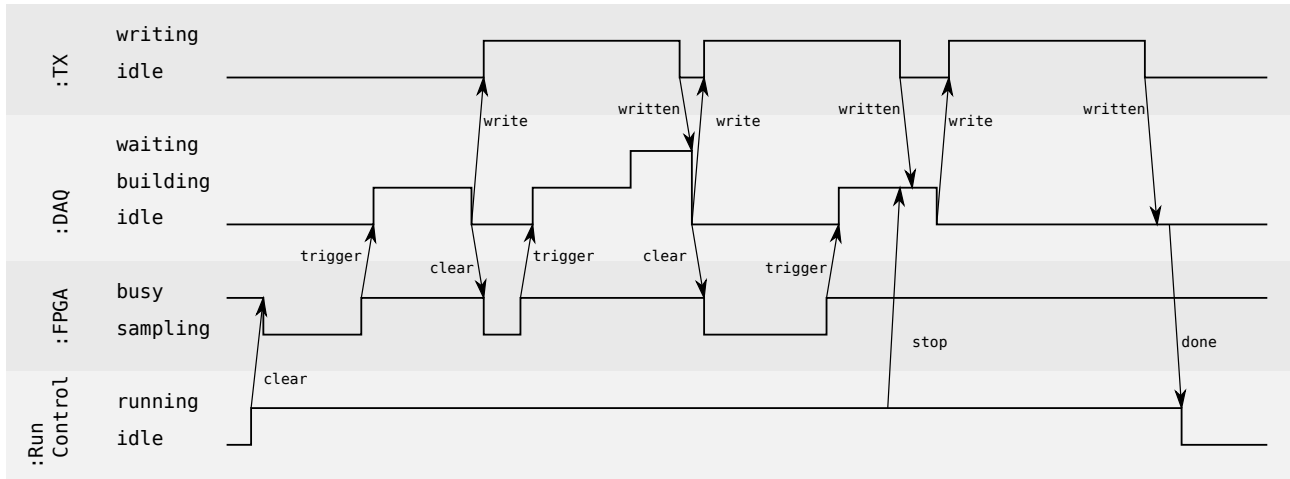 :TX
writing
idle
written
written
written
write
write
write
:DAQ
waiting
building
idle
trigger
clear
trigger
clear
trigger
:FPGA
busy
sampling
stop
done
clear
:Run
Control
running
idle